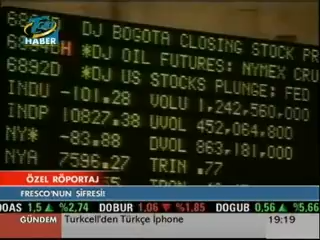 HABER
DJ BOGOTA CLOSING STOCK PR
*DJ OIL FUTURES: NYMEX CRU
6892D *DJ US STOCKS PLUNGE: FED
INDU -101.28 VOLU 1,242,560,000
INDP 10827.38 UVOL 452,064,800
NY* -83.88 DVOL 863,181,000
NYA 7596.27 TRIN .77
ÖZEL RÖPORTAJ
FRESCO'NUN ŞİFRESİ!
DOAS 1,5 %2,74 DOBUR 1,06 %1,85 DOGUB 0,56 %5,66
GÜNDEM Turkcell'den Türkçe Iphone 19:19